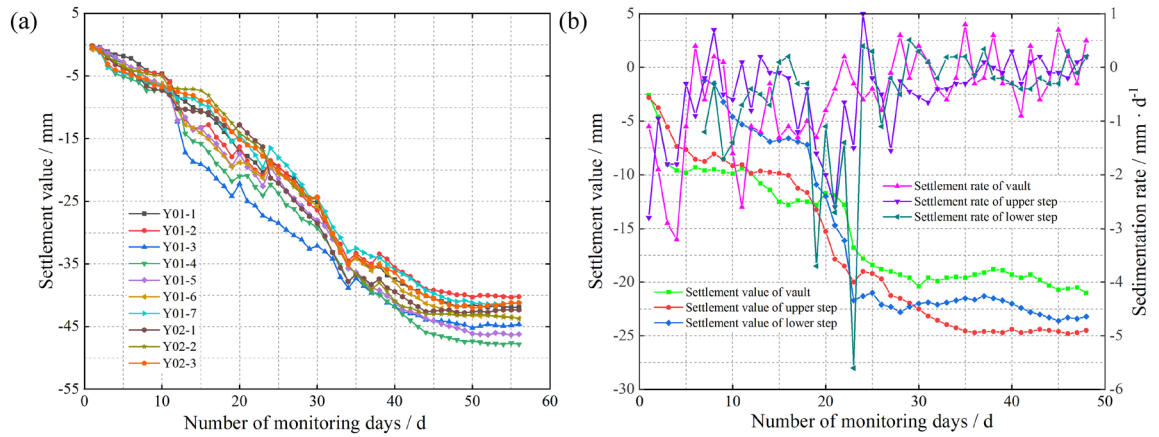 (a)
5
-5
-15
-25
-35
-45
-55
Settlement value / mm
Y01-1
Y01-2
Y01-3
Y01-4
Y01-5
Y01-6
Y01-7
Y02-1
Y02-2
Y02-3
0 10 20 30 40 50 60
Number of monitoring days / d
(b)
5
0
-5
-10
-15
-20
-25
-30
Settlement value / mm
Settlement rate of vault
Settlement rate of upper step
Settlement rate of lower step
Settlement value of vault
Settlement value of upper step
Settlement value of lower step
1
0
-1
-2
-3
-4
-5
-6
Sedimentation rate / mm · d⁻¹
0 10 20 30 40 50
Number of monitoring days / d